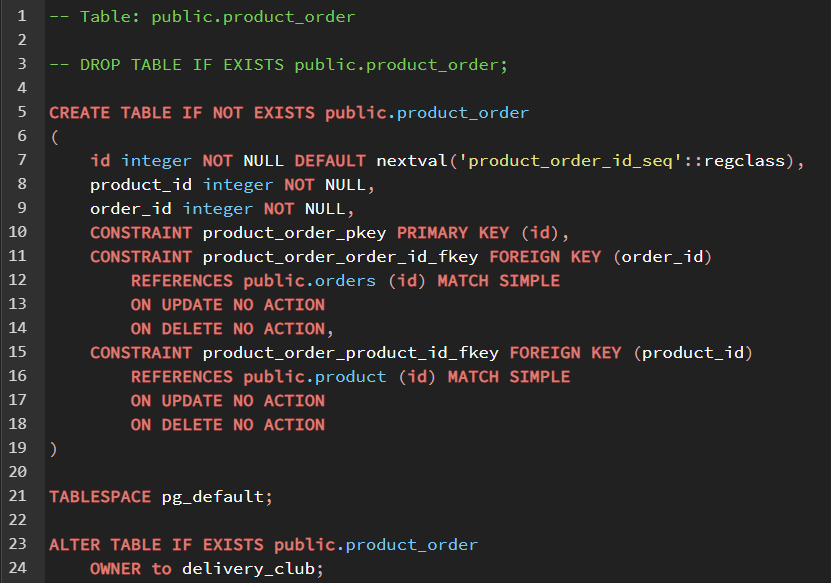 1 -- Table: public.product_order
2
3 -- DROP TABLE IF EXISTS public.product_order;
4
5 CREATE TABLE IF NOT EXISTS public.product_order
6 (
7     id integer NOT NULL DEFAULT nextval('product_order_id_seq'::regclass),
8     product_id integer NOT NULL,
9     order_id integer NOT NULL,
10     CONSTRAINT product_order_pkey PRIMARY KEY (id),
11     CONSTRAINT product_order_order_id_fkey FOREIGN KEY (order_id)
12         REFERENCES public.orders (id) MATCH SIMPLE
13         ON UPDATE NO ACTION
14         ON DELETE NO ACTION,
15     CONSTRAINT product_order_product_id_fkey FOREIGN KEY (product_id)
16         REFERENCES public.product (id) MATCH SIMPLE
17         ON UPDATE NO ACTION
18         ON DELETE NO ACTION
19 )
20
21 TABLESPACE pg_default;
22
23 ALTER TABLE IF EXISTS public.product_order
24     OWNER to delivery_club;